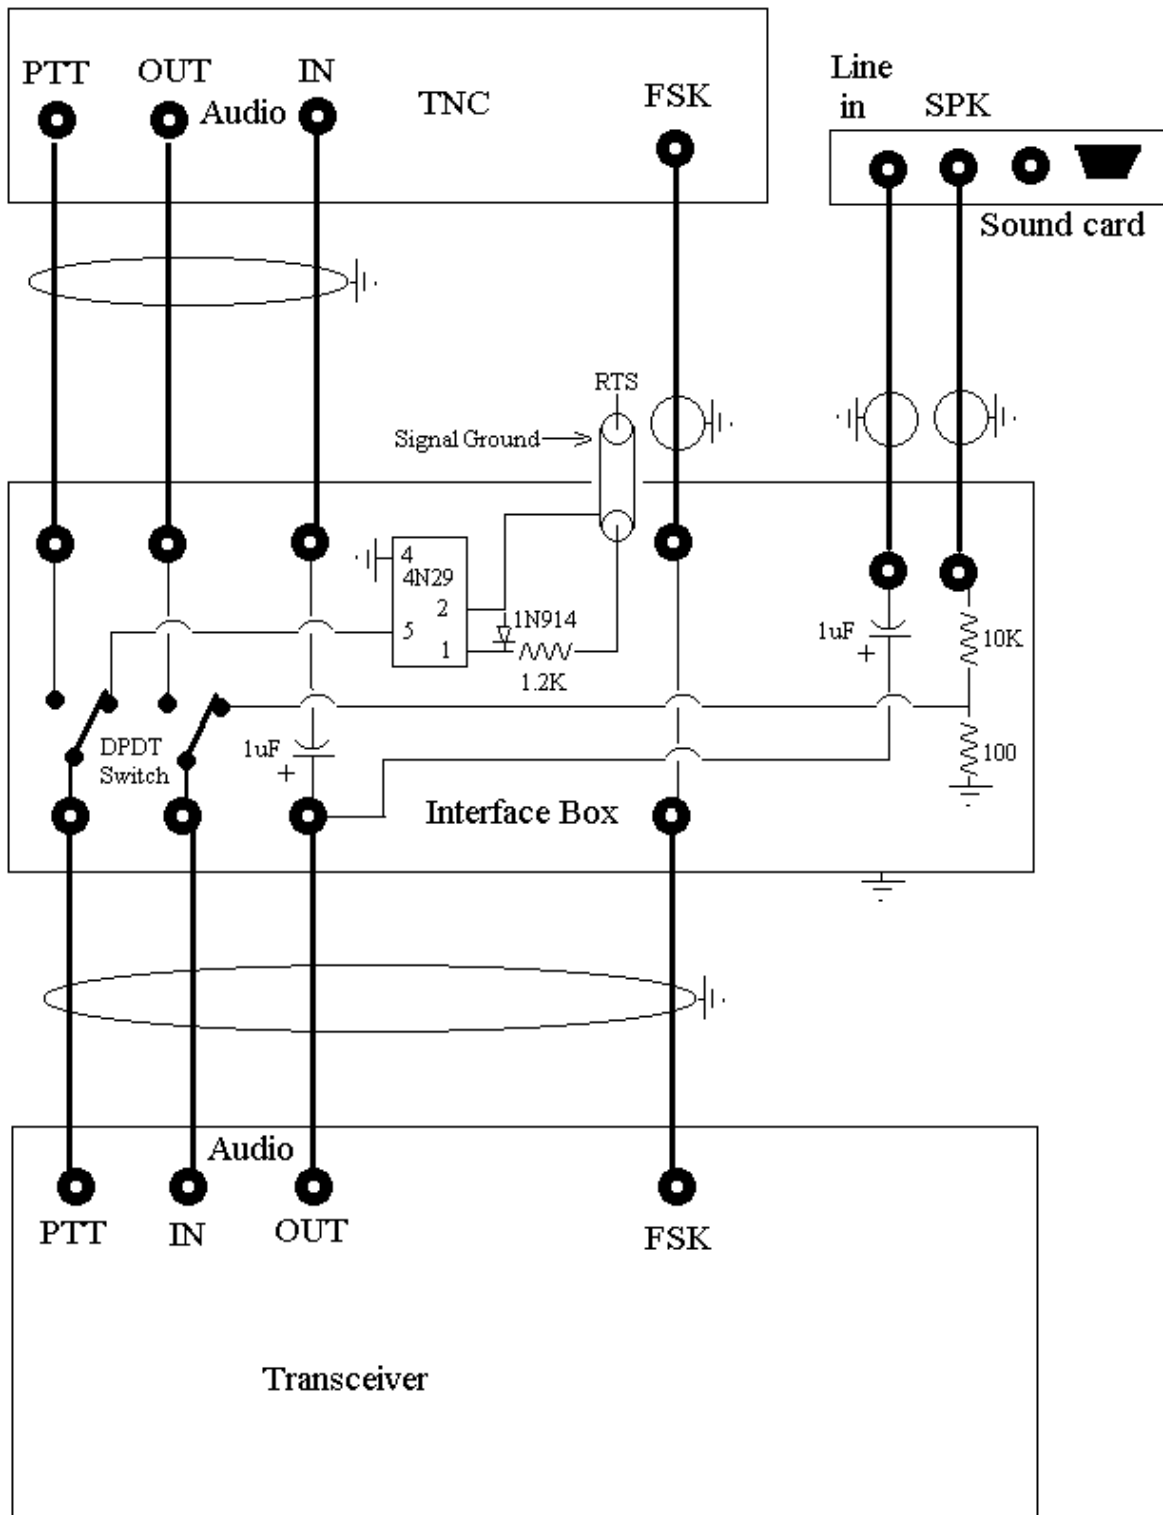 PTT
OUT
IN
Audio
TNC
FSK
Line
in
SPK
Sound card
RTS
Signal Ground
4
4N29
2
5
1
1N914
1.2K
1uF
+
10K
100
DPDT
Switch
1uF
+
Interface Box
Audio
PTT
IN
OUT
FSK
Transceiver